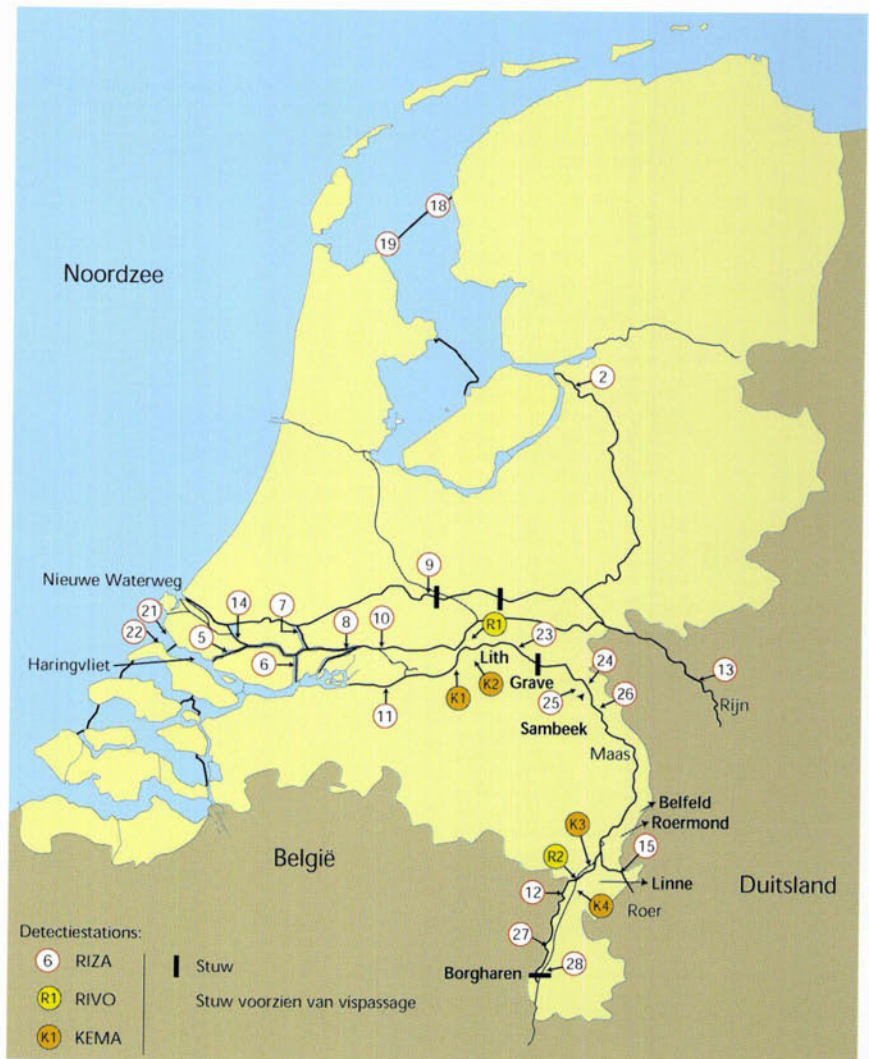 18
19
Noordzee
2
Nieuwe Waterweg
9
21
14
7
R1
22
5
8
10
23
Haringvliet
6
Lith
24
13
Grave
K1
K2
25
26
11
Rijn
Sambeek
Maas
Belfeld
K3
Roermond
België
R2
15
Linne
Duitsland
12
K4
Roer
Detectiestations:
27
6 RIZA
Stuw
Borgharen
28
R1 RIVO
Stuw voorzien van vispassage
K1 KEMA